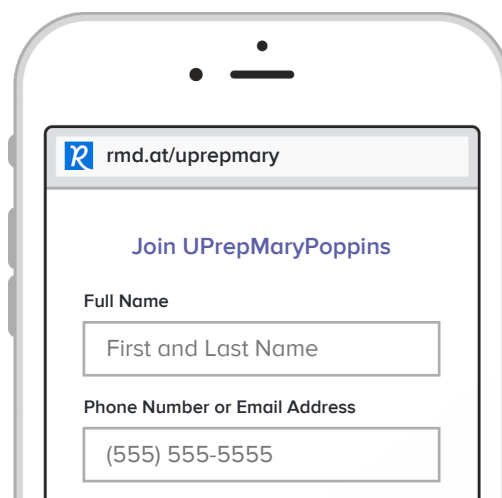 rmd.at/uprepmary
Join UPrepMaryPoppins
Full Name
First and Last Name
Phone Number or Email Address
(555) 555-5555